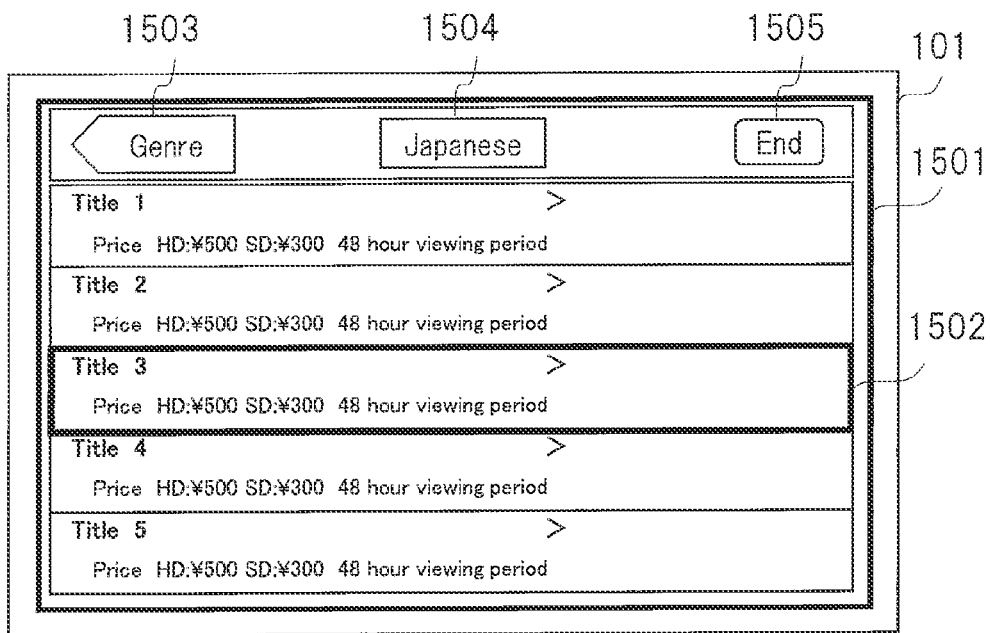 1503 1504 1505 101
Genre Japanese End
1501
Title 1 >
Price HD:¥500 SD:¥300 48 hour viewing period
Title 2 >
Price HD:¥500 SD:¥300 48 hour viewing period
1502
Title 3 >
Price HD:¥500 SD:¥300 48 hour viewing period
Title 4 >
Price HD:¥500 SD:¥300 48 hour viewing period
Title 5 >
Price HD:¥500 SD:¥300 48 hour viewing period